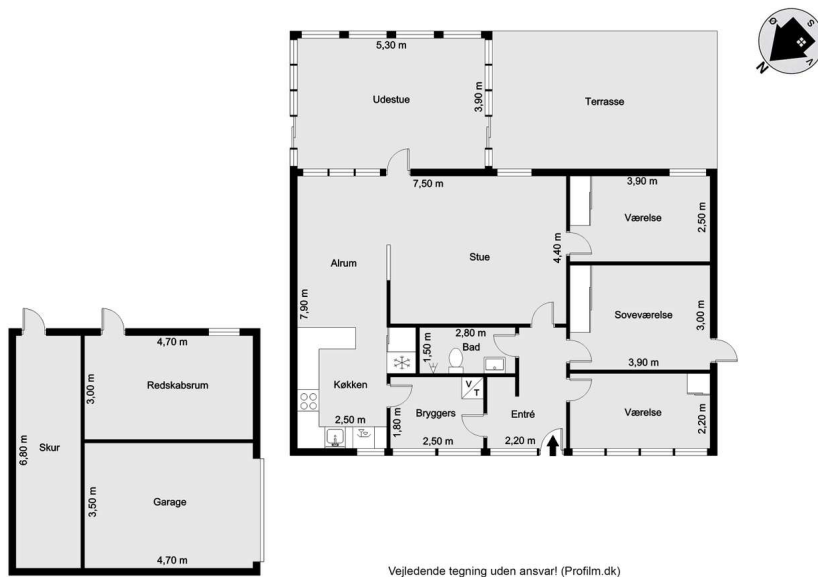 5,30 m
Udestue
3,90 m
Terrasse
Ø
S
N
V
7,50 m
3,90 m
Værelse
2,50 m
Alrum
Stue
4,40 m
7,90 m
Soveværelse
3,00 m
3,90 m
2,80 m
Bad
1,50 m
4,70 m
Redskabsrum
3,00 m
Køkken
2,50 m
V
T
Bryggers
1,80 m
2,50 m
Entré
2,20 m
Værelse
2,20 m
Skur
6,80 m
Garage
3,50 m
4,70 m
Vejledende tegning uden ansvar! (Profilm.dk)